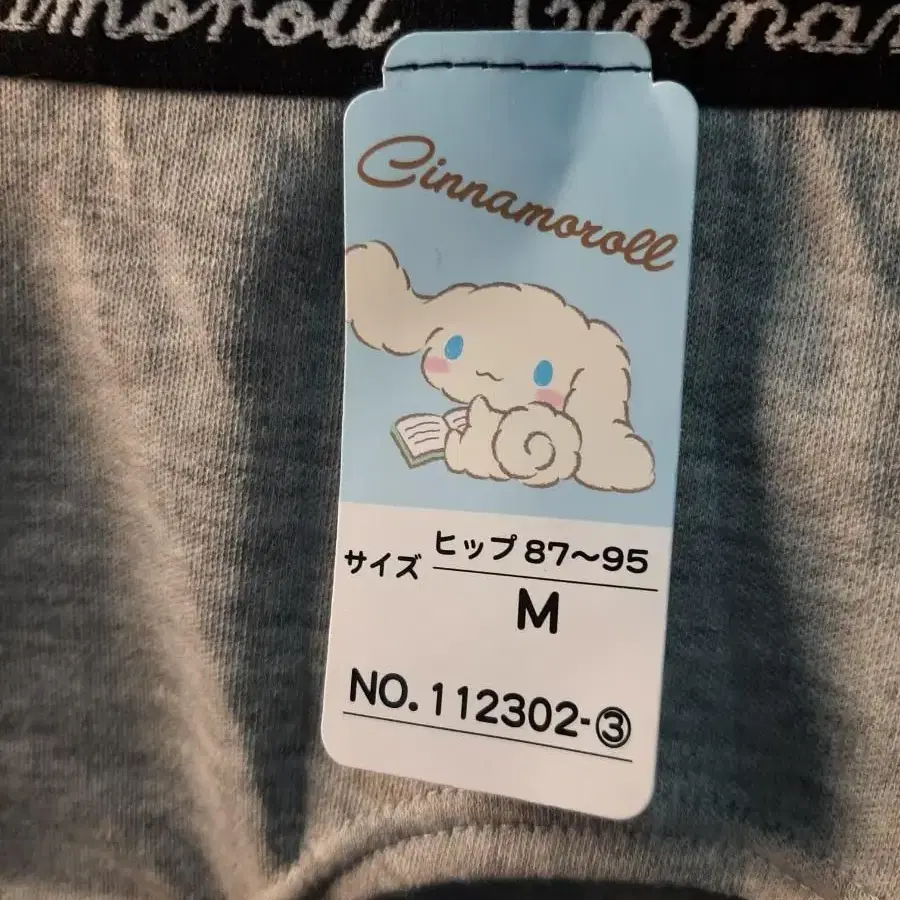 Cinnamoroll
Cinnamoroll
サイズ ヒップ 87〜95
M
NO. 112302-③